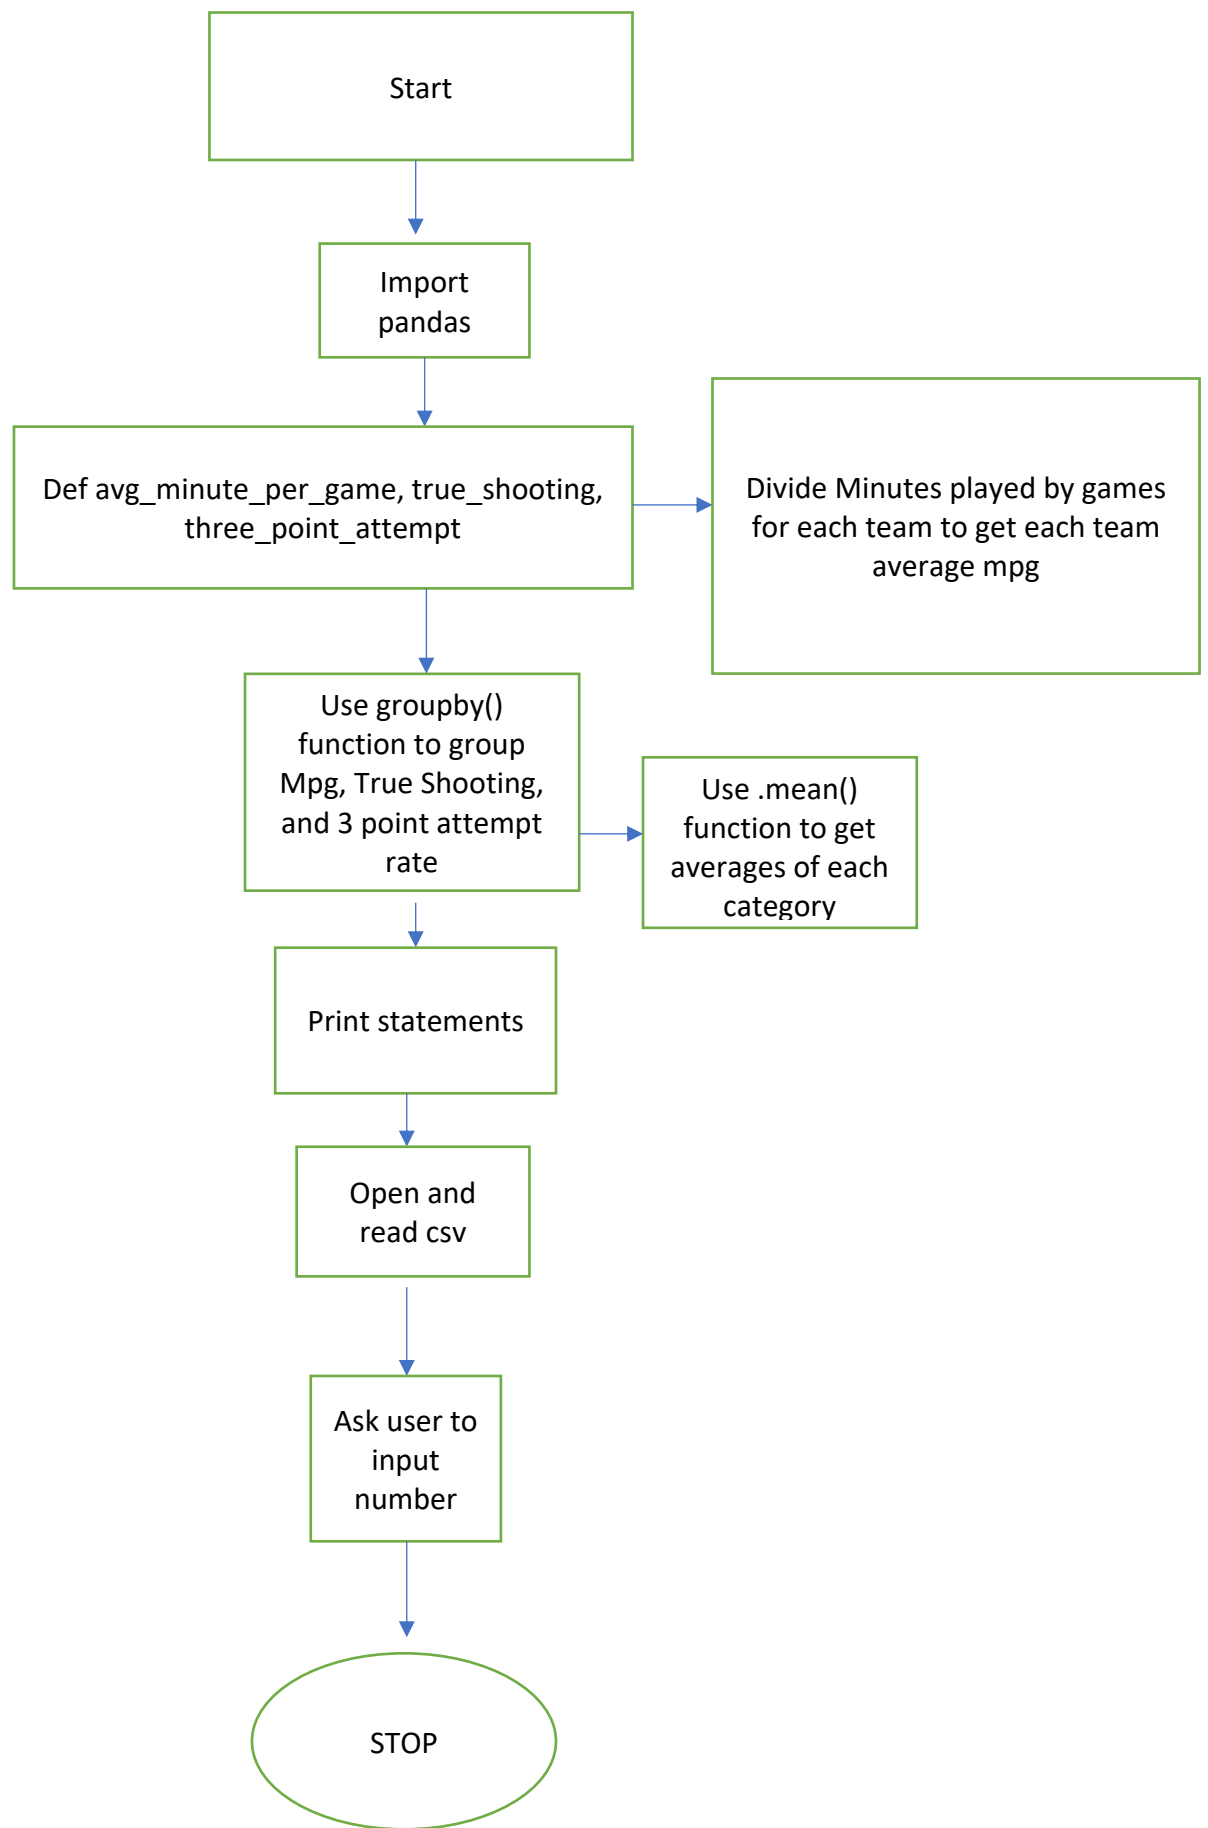 Start
Import
pandas
Def avg_minute_per_game, true_shooting,
three_point_attempt
Divide Minutes played by games
for each team to get each team
average mpg
Use groupby()
function to group
Mpg, True Shooting,
and 3 point attempt
rate
Use .mean()
function to get
averages of each
category
Print statements
Open and
read csv
Ask user to
input
number
STOP